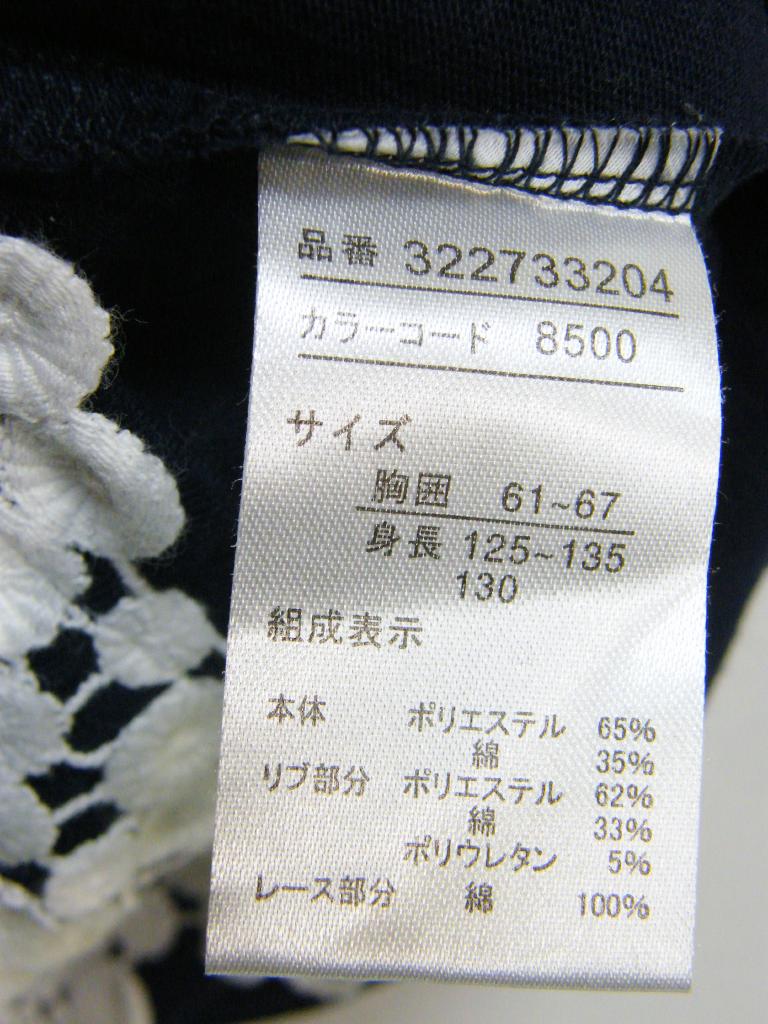 品番 322733204
カラーコード 8500
サイズ
胸囲 61~67
身長 125~135
130
組成表示
本体 ポリエステル 65%
綿 35%
リブ部分 ポリエステル 62%
綿 33%
ポリウレタン 5%
レース部分 綿 100%